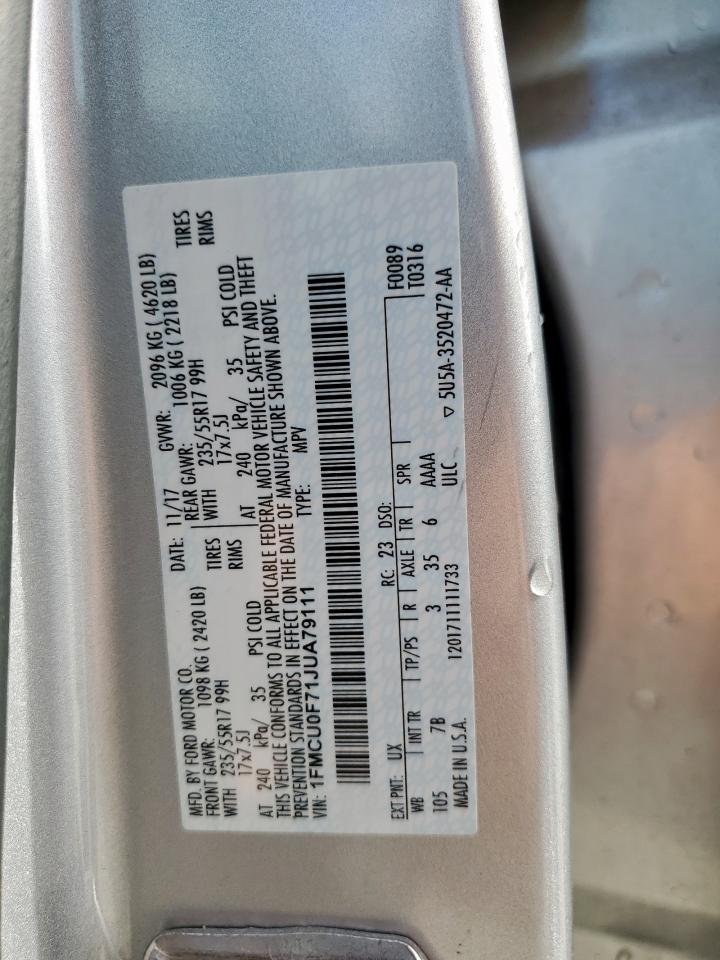 MFD. BY FORD MOTOR CO. DATE: 11/17 GVWR: 2096 KG ( 4620 LB)
FRONT GAWR: 1098 KG ( 2420 LB) REAR GAWR: 1006 KG ( 2218 LB)
WITH 235/55R17 99H TIRES WITH 235/55R17 99H TIRES
17x7.5J RIMS 17x7.5J RIMS
AT 240 kPa/ 35 PSI COLD AT 240 kPa/ 35 PSI COLD
THIS VEHICLE CONFORMS TO ALL APPLICABLE FEDERAL MOTOR VEHICLE SAFETY AND THEFT
PREVENTION STANDARDS IN EFFECT ON THE DATE OF MANUFACTURE SHOWN ABOVE.
VIN: 1FMCU0F71JUA79111 TYPE: MPV
EXT PNT: UX RC: 23 DSO: F0089
WB INT TR TP/PS R AXLE TR SPR T0316
105 7B 3 35 6 AAAA
MADE IN U.S.A. 1201711111733 ULC ▽ 5U5A-3520472-AA